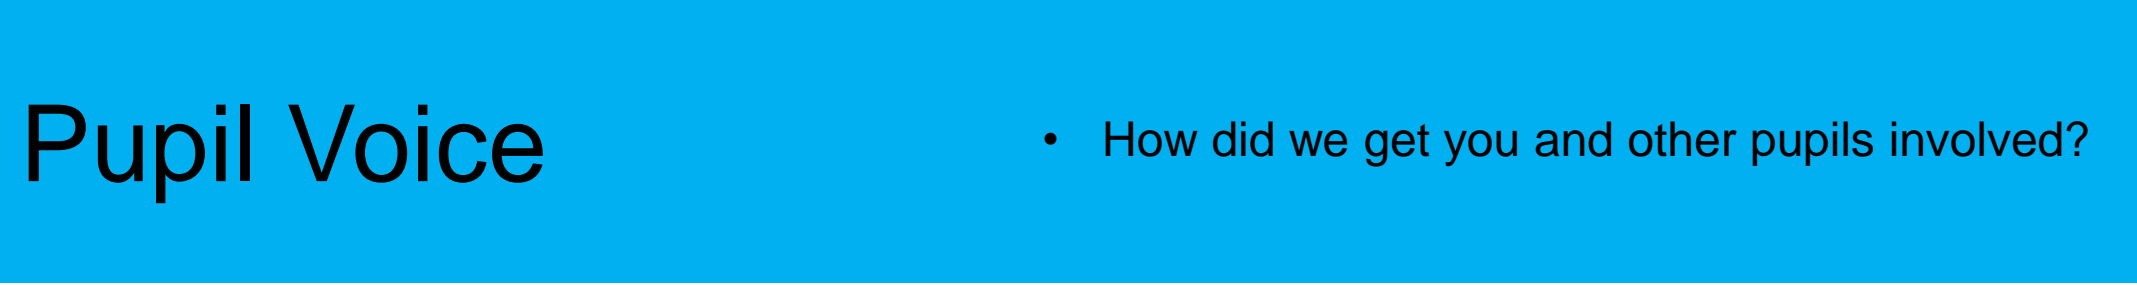 Pupil Voice
• How did we get you and other pupils involved?